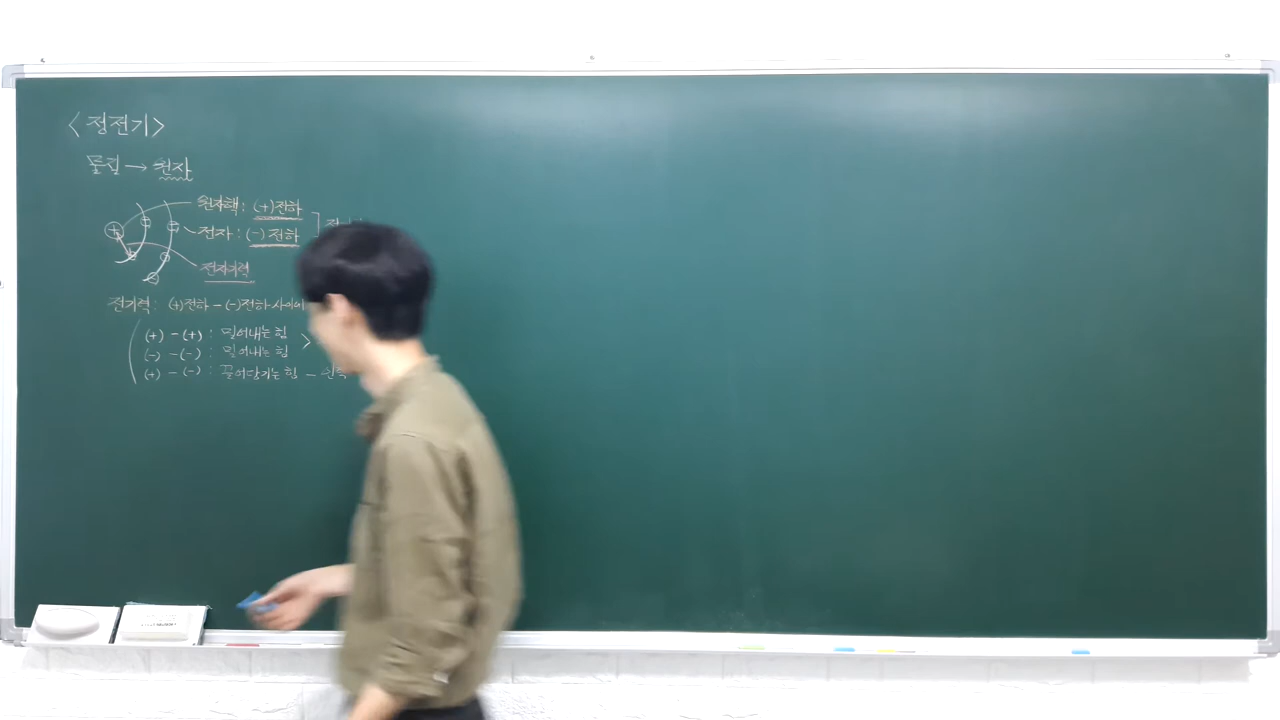 <정전기>
물질 → 원자
원자핵 : (+)전하
전자 : (-)전하
전자기력
전기력 : (+)전하 - (-)전하 사이에
(+) - (+) : 밀어내는 힘
(-) - (-) : 밀어내는 힘
(+) - (-) : 끌어당기는 힘 -